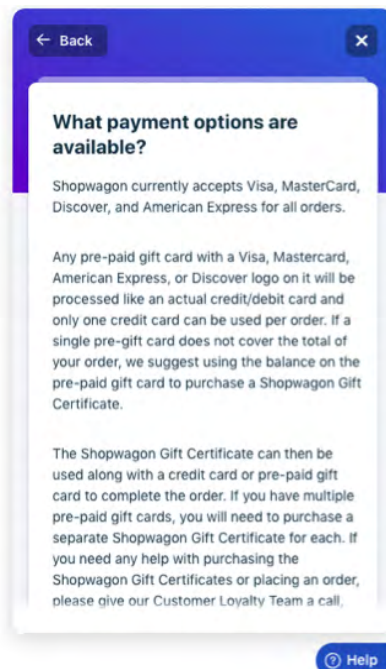 ← Back
What payment options are
available?
Shopwagon currently accepts Visa, MasterCard,
Discover, and American Express for all orders.
Any pre-paid gift card with a Visa, Mastercard,
American Express, or Discover logo on it will be
processed like an actual credit/debit card and
only one credit card can be used per order. If a
single pre-gift card does not cover the total of
your order, we suggest using the balance on the
pre-paid gift card to purchase a Shopwagon Gift
Certificate.
The Shopwagon Gift Certificate can then be
used along with a credit card or pre-paid gift
card to complete the order. If you have multiple
pre-paid gift cards, you will need to purchase a
separate Shopwagon Gift Certificate for each. If
you need any help with purchasing the
Shopwagon Gift Certificates or placing an order,
please give our Customer Loyalty Team a call,
Help